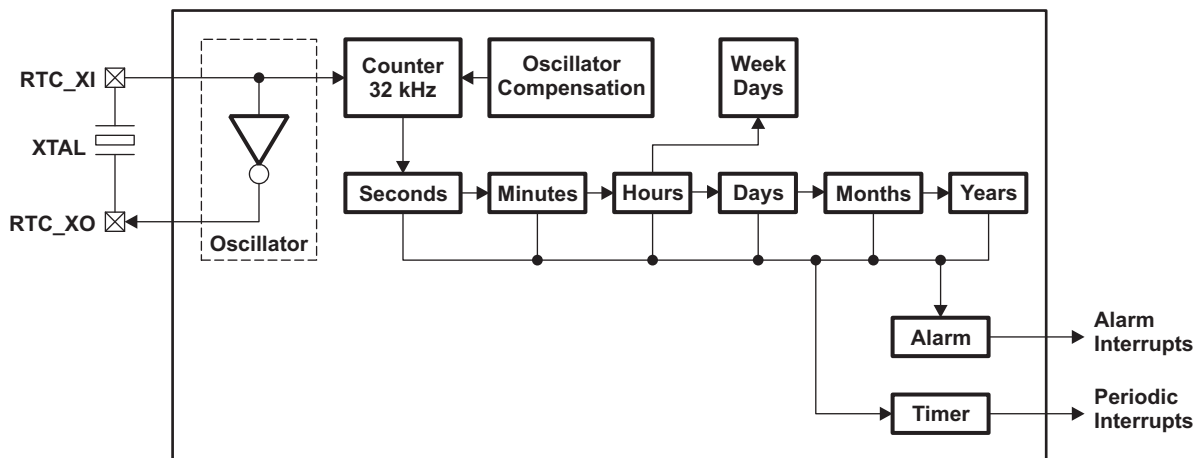 RTC_XI
XTAL
RTC_XO
Oscillator
Counter
32 kHz
Oscillator
Compensation
Week
Days
Seconds
Minutes
Hours
Days
Months
Years
Alarm
Alarm
Interrupts
Timer
Periodic
Interrupts